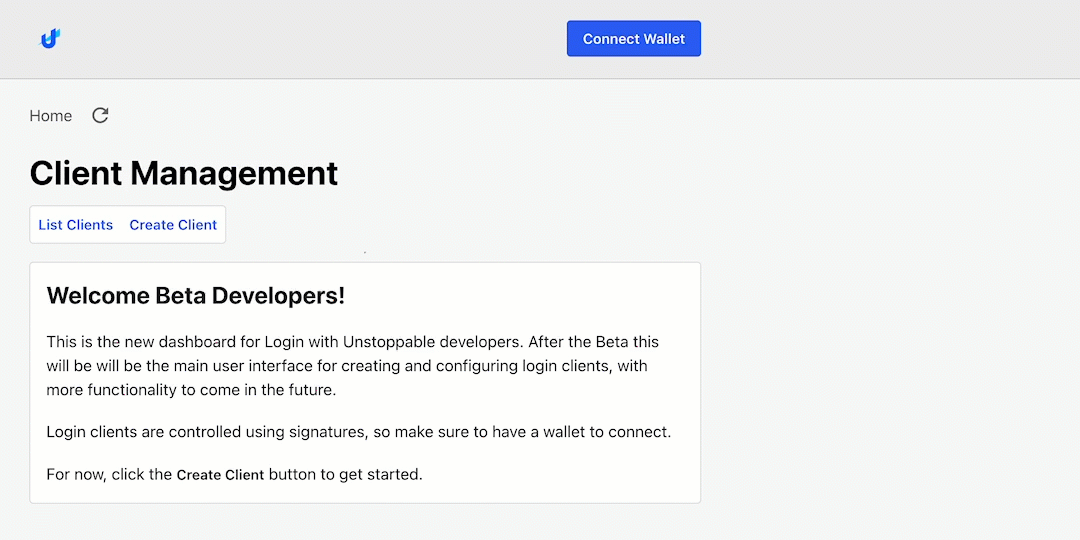 Connect Wallet
Home
Client Management
List Clients Create Client
Welcome Beta Developers!
This is the new dashboard for Login with Unstoppable developers. After the Beta this
will be will be the main user interface for creating and configuring login clients, with
more functionality to come in the future.
Login clients are controlled using signatures, so make sure to have a wallet to connect.
For now, click the Create Client button to get started.